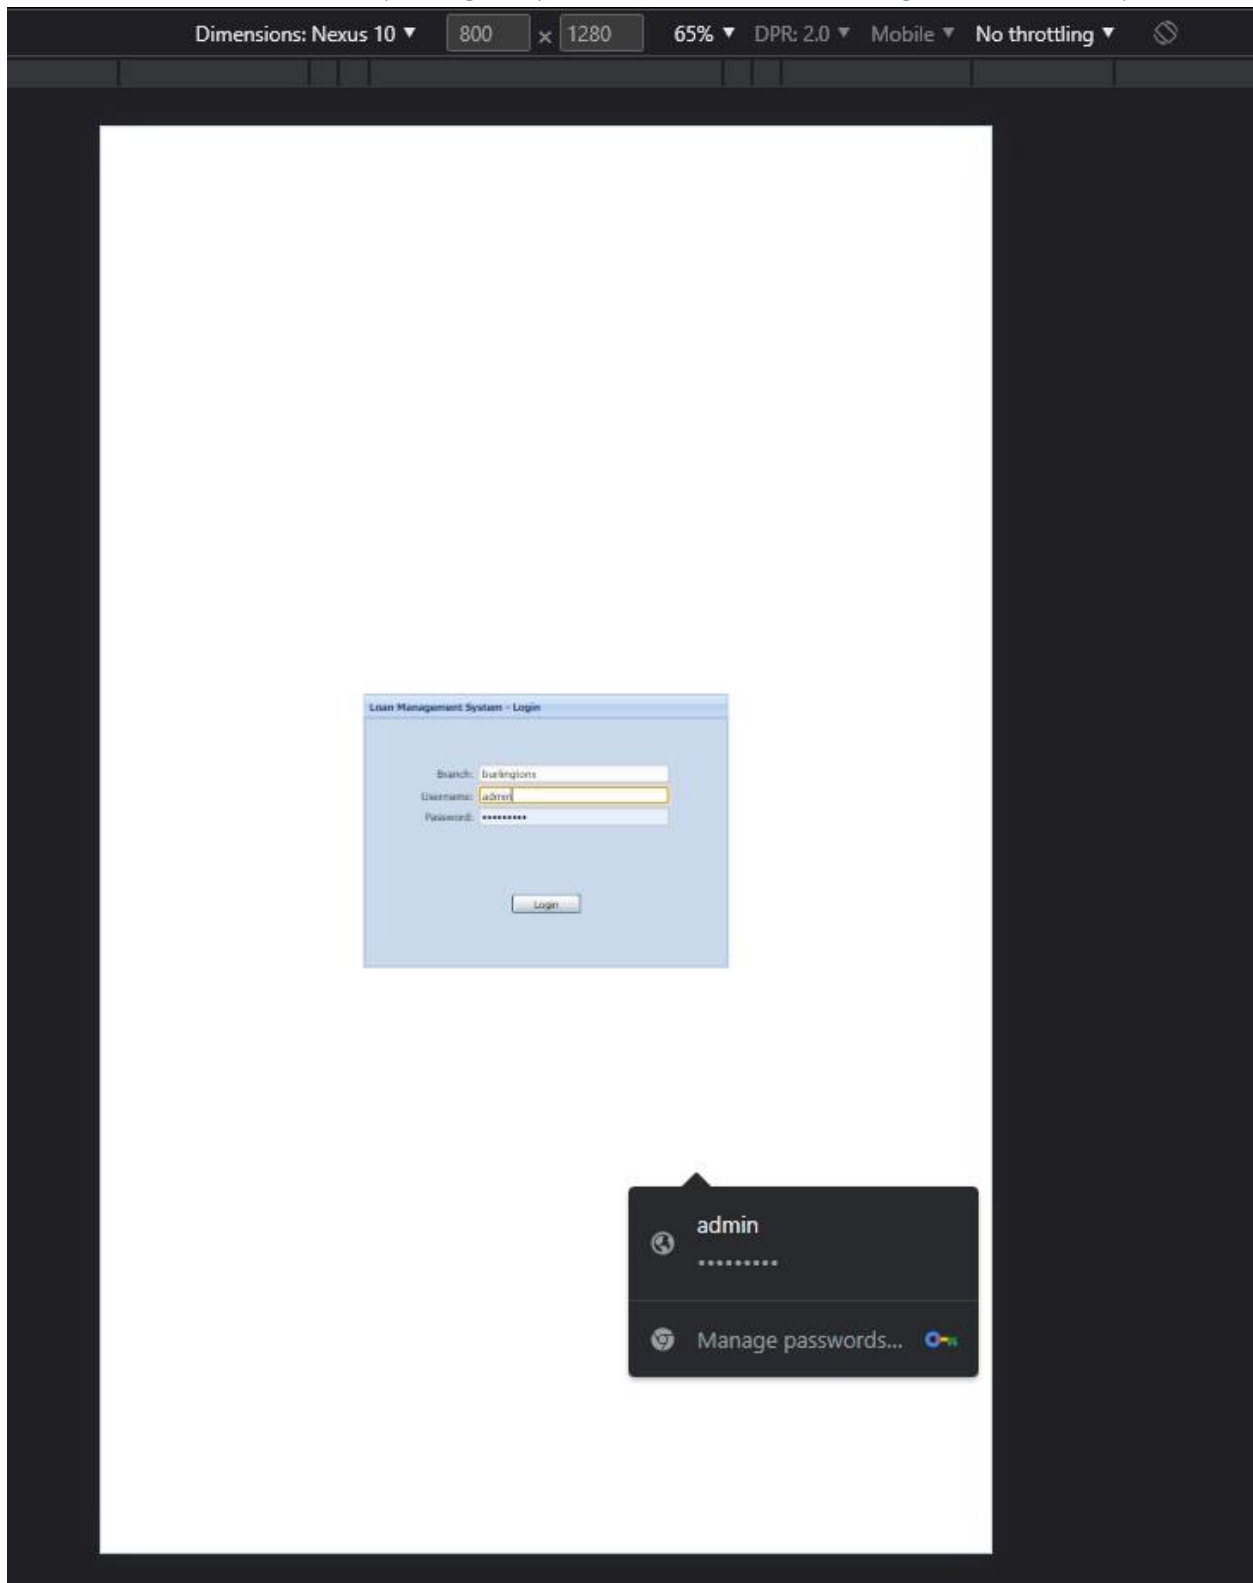 Dimensions: Nexus 10 ▼ 800 × 1280 65% ▼ DPR: 2.0 ▼ Mobile ▼ No throttling ▼
Loan Management System - Login
Branch: burlingtons
Username: admin
Password: •••••••••
Login
admin
•••••••••
Manage passwords...